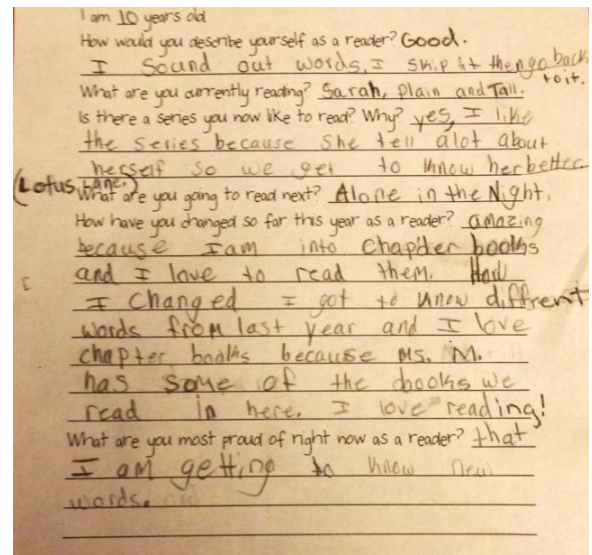 I am 10 years old
How would you describe yourself as a reader? Good.
I Sound out words, I skip it then go back to it.
What are you currently reading? Sarah, plain and Tall.
Is there a series you now like to read? Why? yes, I like
the series because she tell alot about
herself so we get to know her better
(Lotus Lane.)
What are you going to read next? Alone in the Night.
How have you changed so far this year as a reader? amazing
because I am into chapter books
and I love to read them.
I Changed I got to know diffrent
words from last year and I love
chapter books because Ms. M.
has some of the books we
read in here. I love reading!
What are you most proud of right now as a reader? that
I am getting to know new
words.